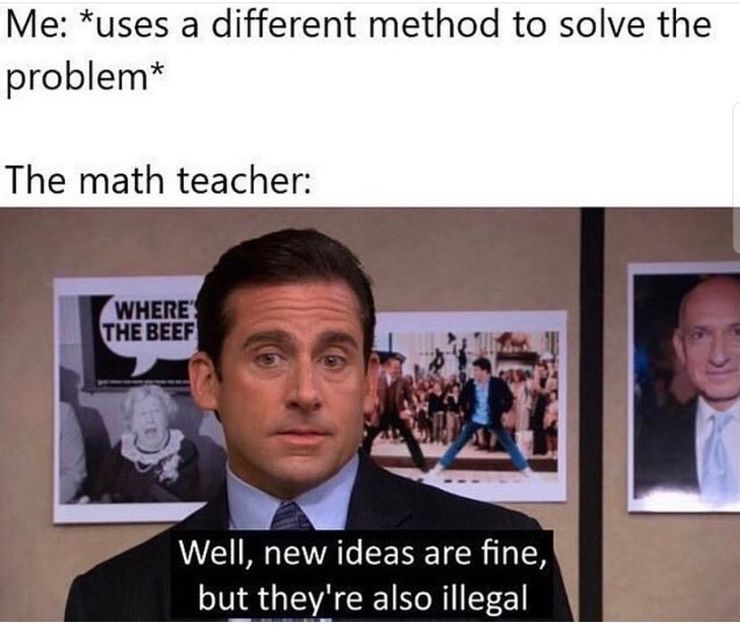 Me: *uses a different method to solve the
problem*
The math teacher:
WHERE'S
THE BEEF
Well, new ideas are fine,
but they're also illegal